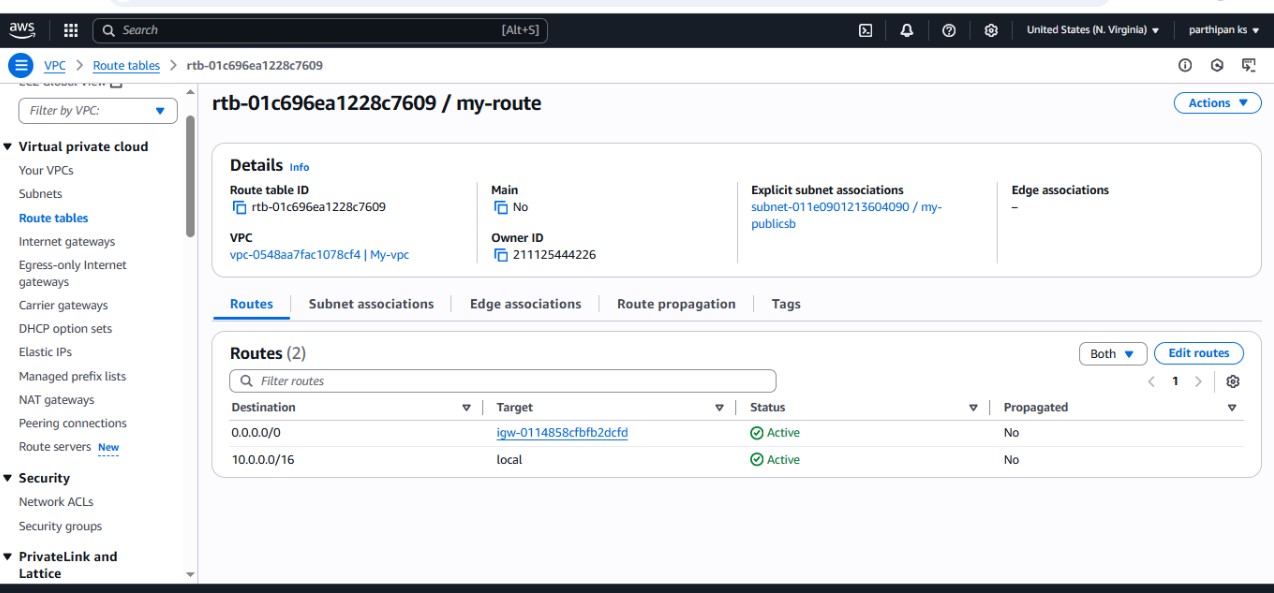 aws
Search [Alt+S]
United States (N. Virginia)
parthipan ks
VPC > Route tables > rtb-01c696ea1228c7609
EC2 Global View
Filter by VPC:
Virtual private cloud
Your VPCs
Subnets
Route tables
Internet gateways
Egress-only Internet
gateways
Carrier gateways
DHCP option sets
Elastic IPs
Managed prefix lists
NAT gateways
Peering connections
Route servers New
Security
Network ACLs
Security groups
PrivateLink and
Lattice
rtb-01c696ea1228c7609 / my-route
Actions
Details Info
Route table ID
rtb-01c696ea1228c7609
VPC
vpc-0548aa7fac1078cf4 | My-vpc
Main
No
Owner ID
211125444226
Explicit subnet associations
subnet-011e0901213604090 / my-
publicsb
Edge associations
–
Routes Subnet associations Edge associations Route propagation Tags
Routes (2)
Both
Edit routes
Filter routes
1
Destination Target Status Propagated
0.0.0.0/0 igw-0114858cfbfb2dcfd Active No
10.0.0.0/16 local Active No